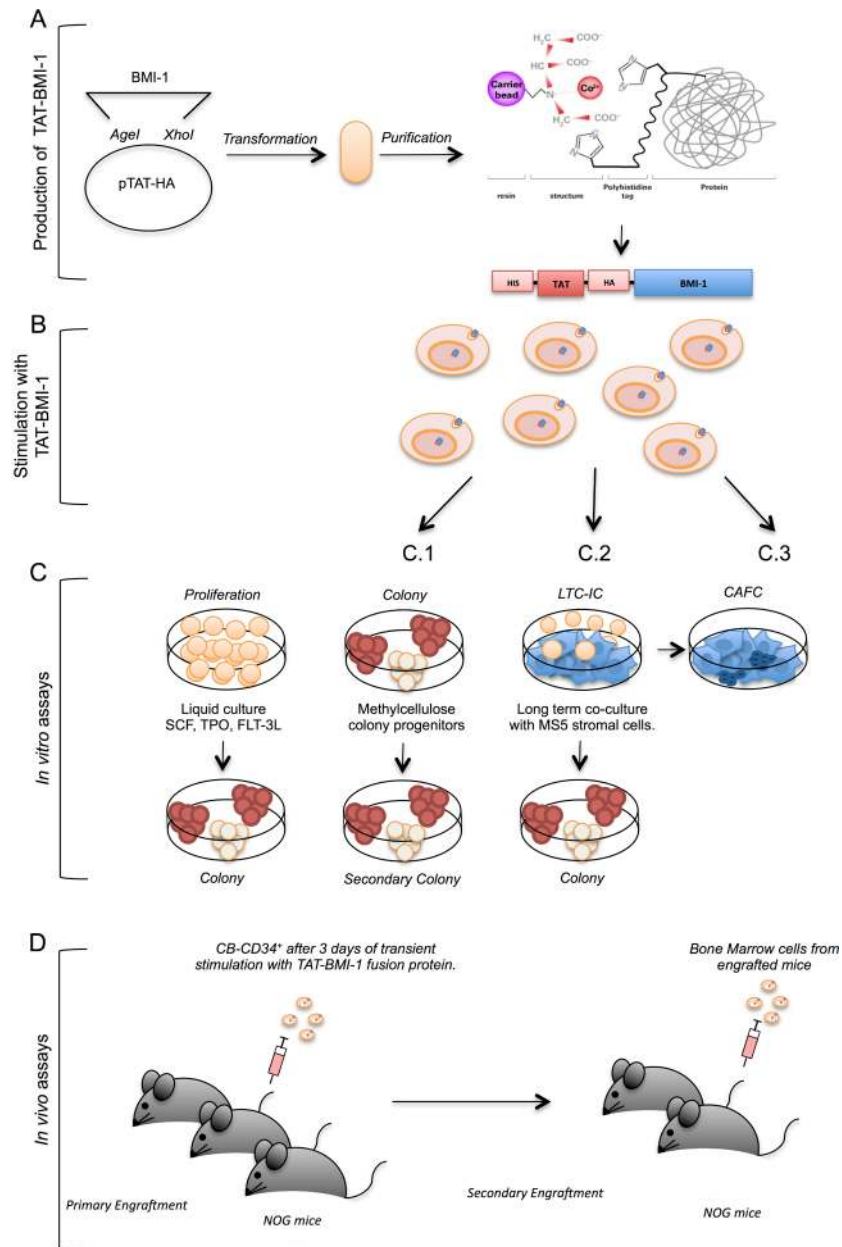 A
Production of TAT-BMI-1
BMI-1
AgeI XhoI
pTAT-HA
Transformation
Purification
H₂C COO⁻
HC COO⁻
Carrier
bead
N
Co²⁺
COO⁻
CH₂
resin structure Polyhistidine
tag
Protein
HIS TAT HA BMI-1
B
Stimulation with
TAT-BMI-1
C.1 C.2 C.3
C
In vitro assays
Proliferation Colony LTC-IC CAFC
Liquid culture
SCF, TPO, FLT-3L
Methylcellulose
colony progenitors
Long term co-culture
with MS5 stromal cells.
Colony Secondary Colony Colony
D
In vivo assays
CB-CD34⁺ after 3 days of transient
stimulation with TAT-BMI-1 fusion protein.
Bone Marrow cells from
engrafted mice
Primary Engraftment
NOG mice
Secondary Engraftment
NOG mice